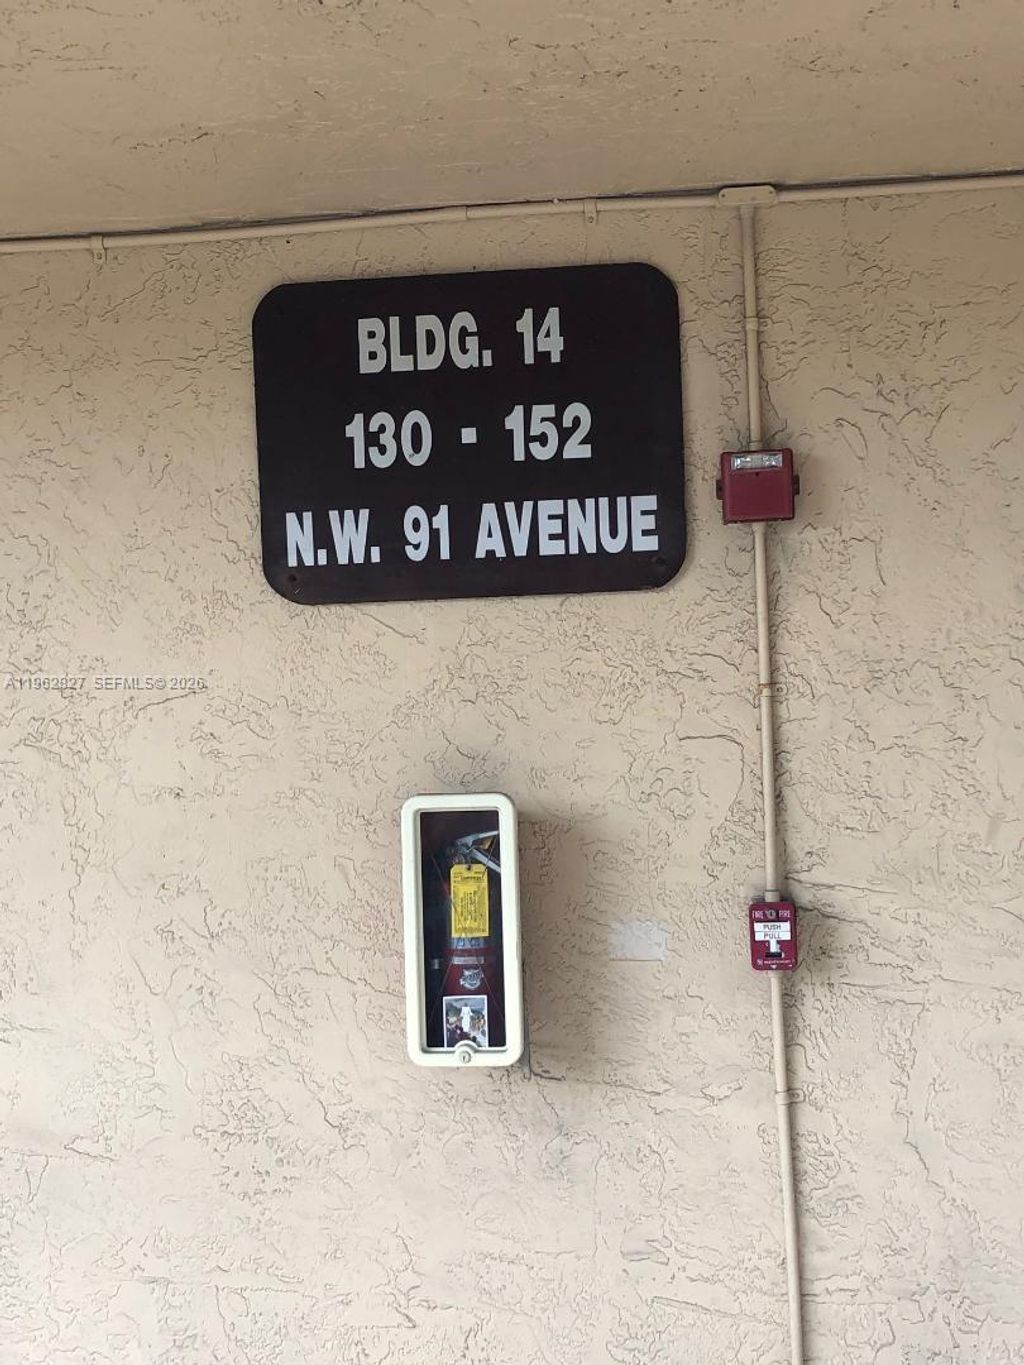 BLDG. 14
130 - 152
N.W. 91 AVENUE
A11962827 SEFMLS© 2026
FIRE FIRE
PUSH
PULL